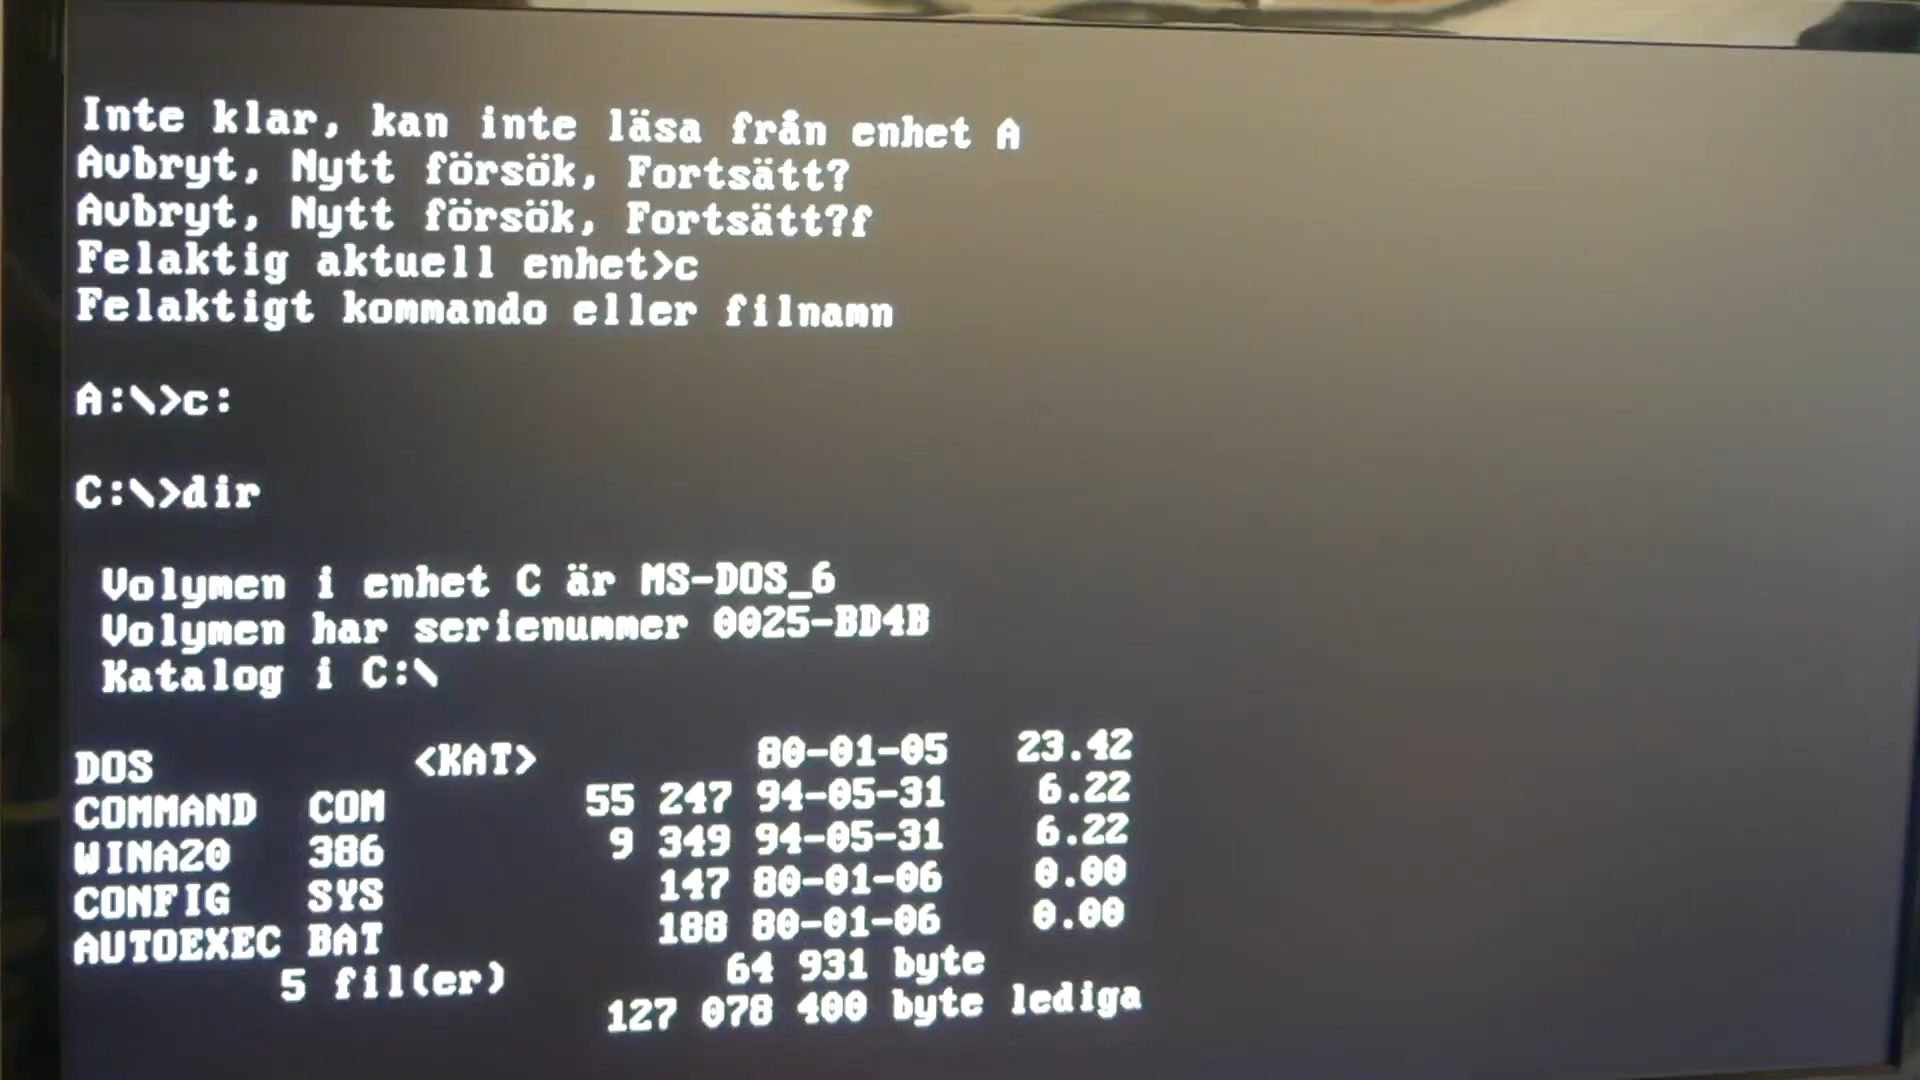 Inte klar, kan inte läsa från enhet A
Avbryt, Nytt försök, Fortsätt?
Avbryt, Nytt försök, Fortsätt?f
Felaktig aktuell enhet>c
Felaktigt kommando eller filnamn
A:\>c:
C:\>dir
Volymen i enhet C är MS-DOS_6
Volymen har serienummer 0025-BD4B
Katalog i C:\
DOS <KAT> 80-01-05 23.42
COMMAND COM 55 247 94-05-31 6.22
WINA20 386 9 349 94-05-31 6.22
CONFIG SYS 147 80-01-06 0.00
AUTOEXEC BAT 188 80-01-06 0.00
5 fil(er) 64 931 byte
127 078 400 byte lediga